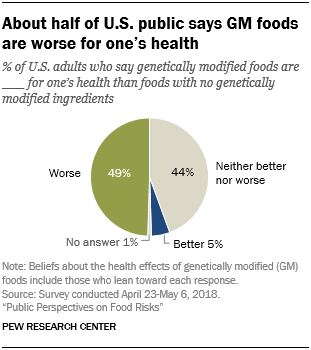 About half of U.S. public says GM foods
are worse for one's health
% of U.S. adults who say genetically modified foods are
___ for one's health than foods with no genetically
modified ingredients
Worse
49%
44%
Neither better
nor worse
No answer 1%
Better 5%
Note: Beliefs about the health effects of genetically modified (GM)
foods include those who lean toward each response.
Source: Survey conducted April 23-May 6, 2018.
"Public Perspectives on Food Risks"
PEW RESEARCH CENTER